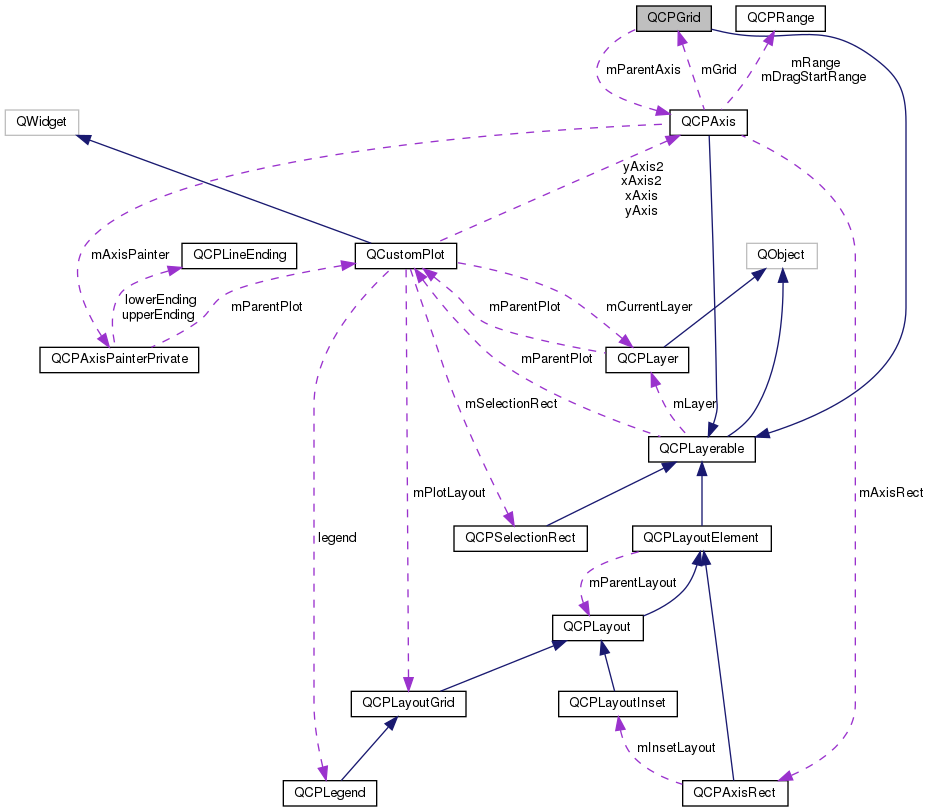 QCPGrid
QCPRange
mParentAxis
mGrid
mRange
mDragStartRange
QWidget
QCPAxis
yAxis2
xAxis2
xAxis
yAxis
mAxisPainter
QCPLineEnding
QCustomPlot
QObject
lowerEnding
upperEnding
mParentPlot
mParentPlot
mCurrentLayer
QCPAxisPainterPrivate
QCPLayer
mParentPlot
mSelectionRect
mLayer
QCPLayerable
mPlotLayout
mAxisRect
legend
QCPSelectionRect
QCPLayoutElement
mParentLayout
QCPLayout
QCPLayoutGrid
QCPLayoutInset
mInsetLayout
QCPLegend
QCPAxisRect